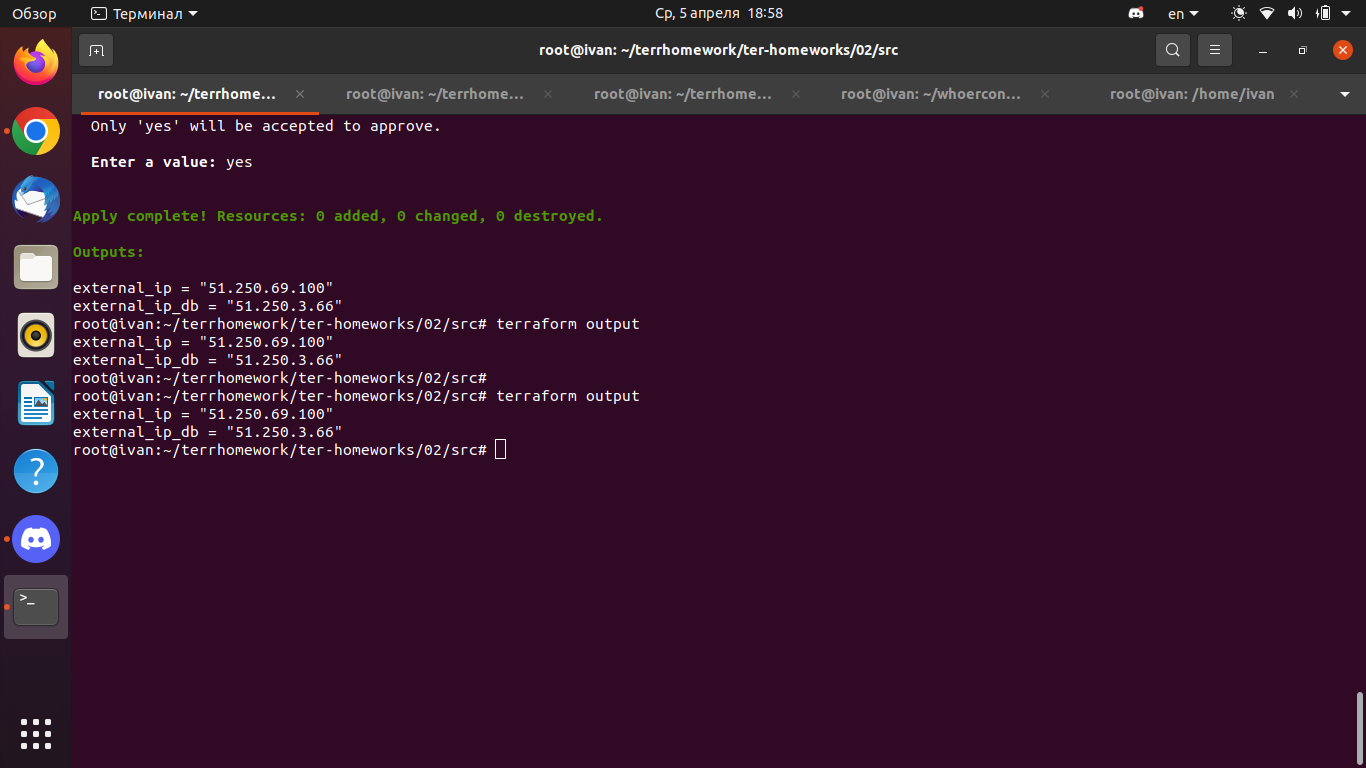 Обзор
Терминал
Ср, 5 апреля 18:58
en
root@ivan: ~/terrhomework/ter-homeworks/02/src
root@ivan: ~/terrhome...
root@ivan: ~/terrhome...
root@ivan: ~/terrhome...
root@ivan: ~/whoercon...
root@ivan: /home/ivan
Only 'yes' will be accepted to approve.
Enter a value: yes
Apply complete! Resources: 0 added, 0 changed, 0 destroyed.
Outputs:
external_ip = "51.250.69.100"
external_ip_db = "51.250.3.66"
root@ivan:~/terrhomework/ter-homeworks/02/src# terraform output
external_ip = "51.250.69.100"
external_ip_db = "51.250.3.66"
root@ivan:~/terrhomework/ter-homeworks/02/src#
root@ivan:~/terrhomework/ter-homeworks/02/src# terraform output
external_ip = "51.250.69.100"
external_ip_db = "51.250.3.66"
root@ivan:~/terrhomework/ter-homeworks/02/src#